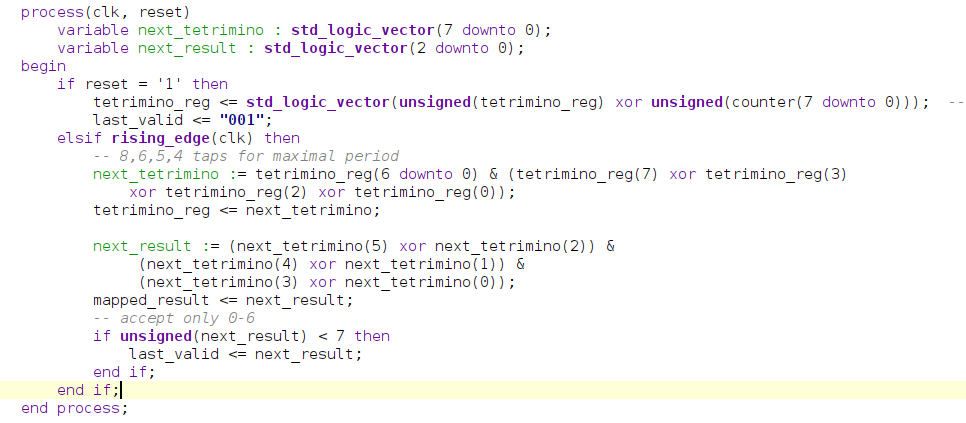 process(clk, reset)
    variable next_tetrimino : std_logic_vector(7 downto 0);
    variable next_result : std_logic_vector(2 downto 0);
begin
    if reset = '1' then
        tetrimino_reg <= std_logic_vector(unsigned(tetrimino_reg) xor unsigned(counter(7 downto 0)));  --
        last_valid <= "001";
    elsif rising_edge(clk) then
        -- 8,6,5,4 taps for maximal period
        next_tetrimino := tetrimino_reg(6 downto 0) & (tetrimino_reg(7) xor tetrimino_reg(3)
            xor tetrimino_reg(2) xor tetrimino_reg(0));
        tetrimino_reg <= next_tetrimino;

        next_result := (next_tetrimino(5) xor next_tetrimino(2)) &
             (next_tetrimino(4) xor next_tetrimino(1)) &
             (next_tetrimino(3) xor next_tetrimino(0));
        mapped_result <= next_result;
        -- accept only 0-6
        if unsigned(next_result) < 7 then
            last_valid <= next_result;
        end if;
    end if;
end process;